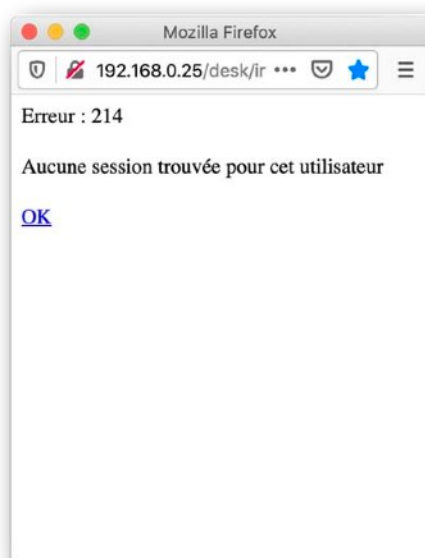 Mozilla Firefox
192.168.0.25/desk/ir
Erreur : 214
Aucune session trouvée pour cet utilisateur
OK